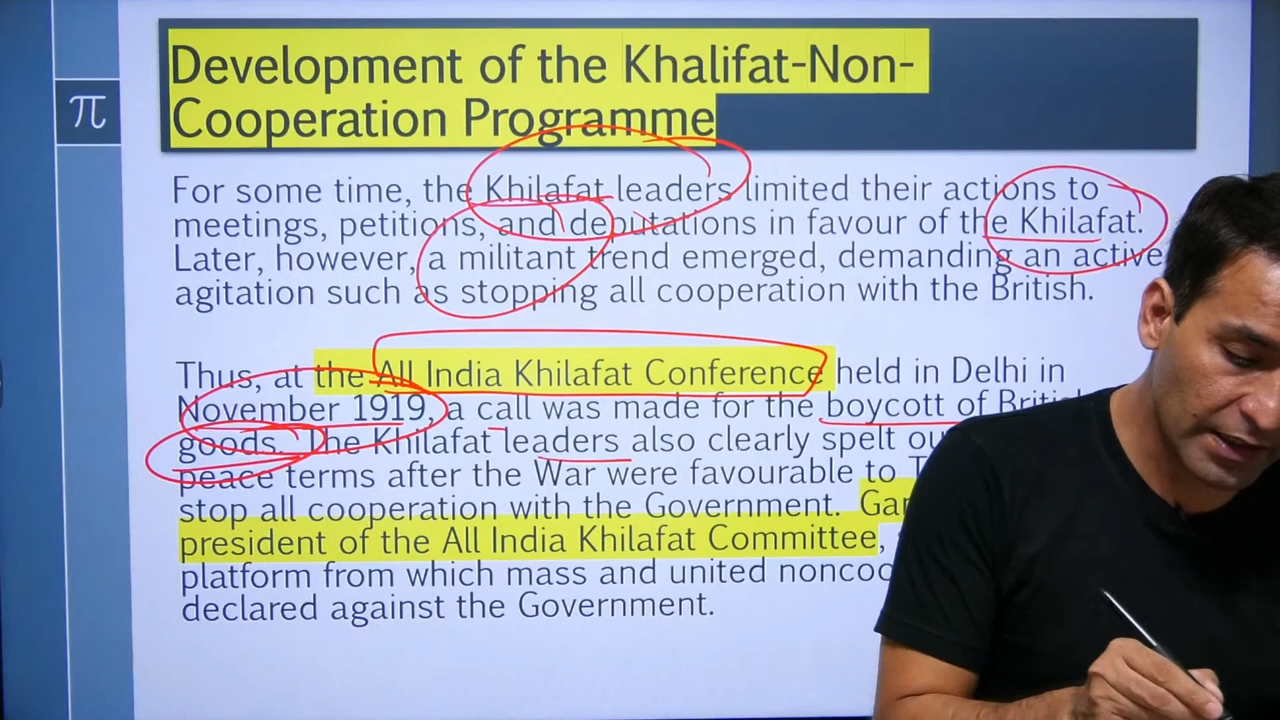 Development of the Khalifat-Non-
Cooperation Programme
π
For some time, the Khilafat leaders limited their actions to
meetings, petitions, and deputations in favour of the Khilafat.
Later, however, a militant trend emerged, demanding an active
agitation such as stopping all cooperation with the British.
Thus, at the All India Khilafat Conference held in Delhi in
November 1919, a call was made for the boycott of
goods. The Khilafat leaders also clearly spelt
peace terms after the War were favourable to
stop all cooperation with the Government.
president of the All India Khilafat Committee,
platform from which mass and united
declared against the Government.